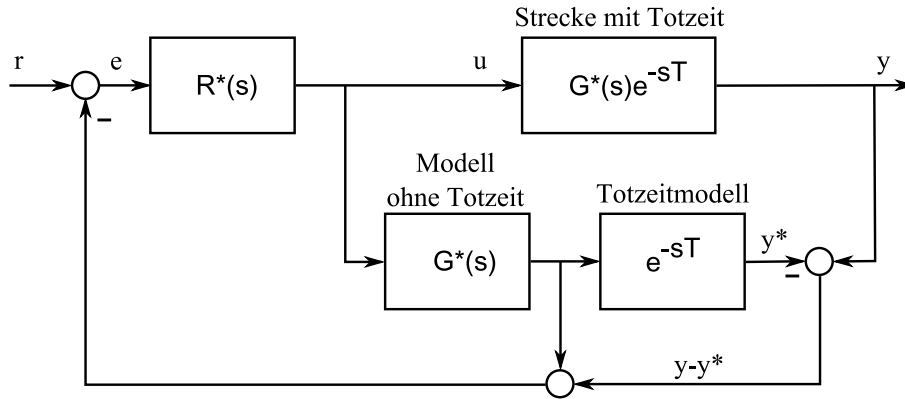 Strecke mit Totzeit
r
e
R*(s)
u
G*(s)e-sT
y
–
Modell
ohne Totzeit
Totzeitmodell
G*(s)
e-sT
y*
–
y-y*